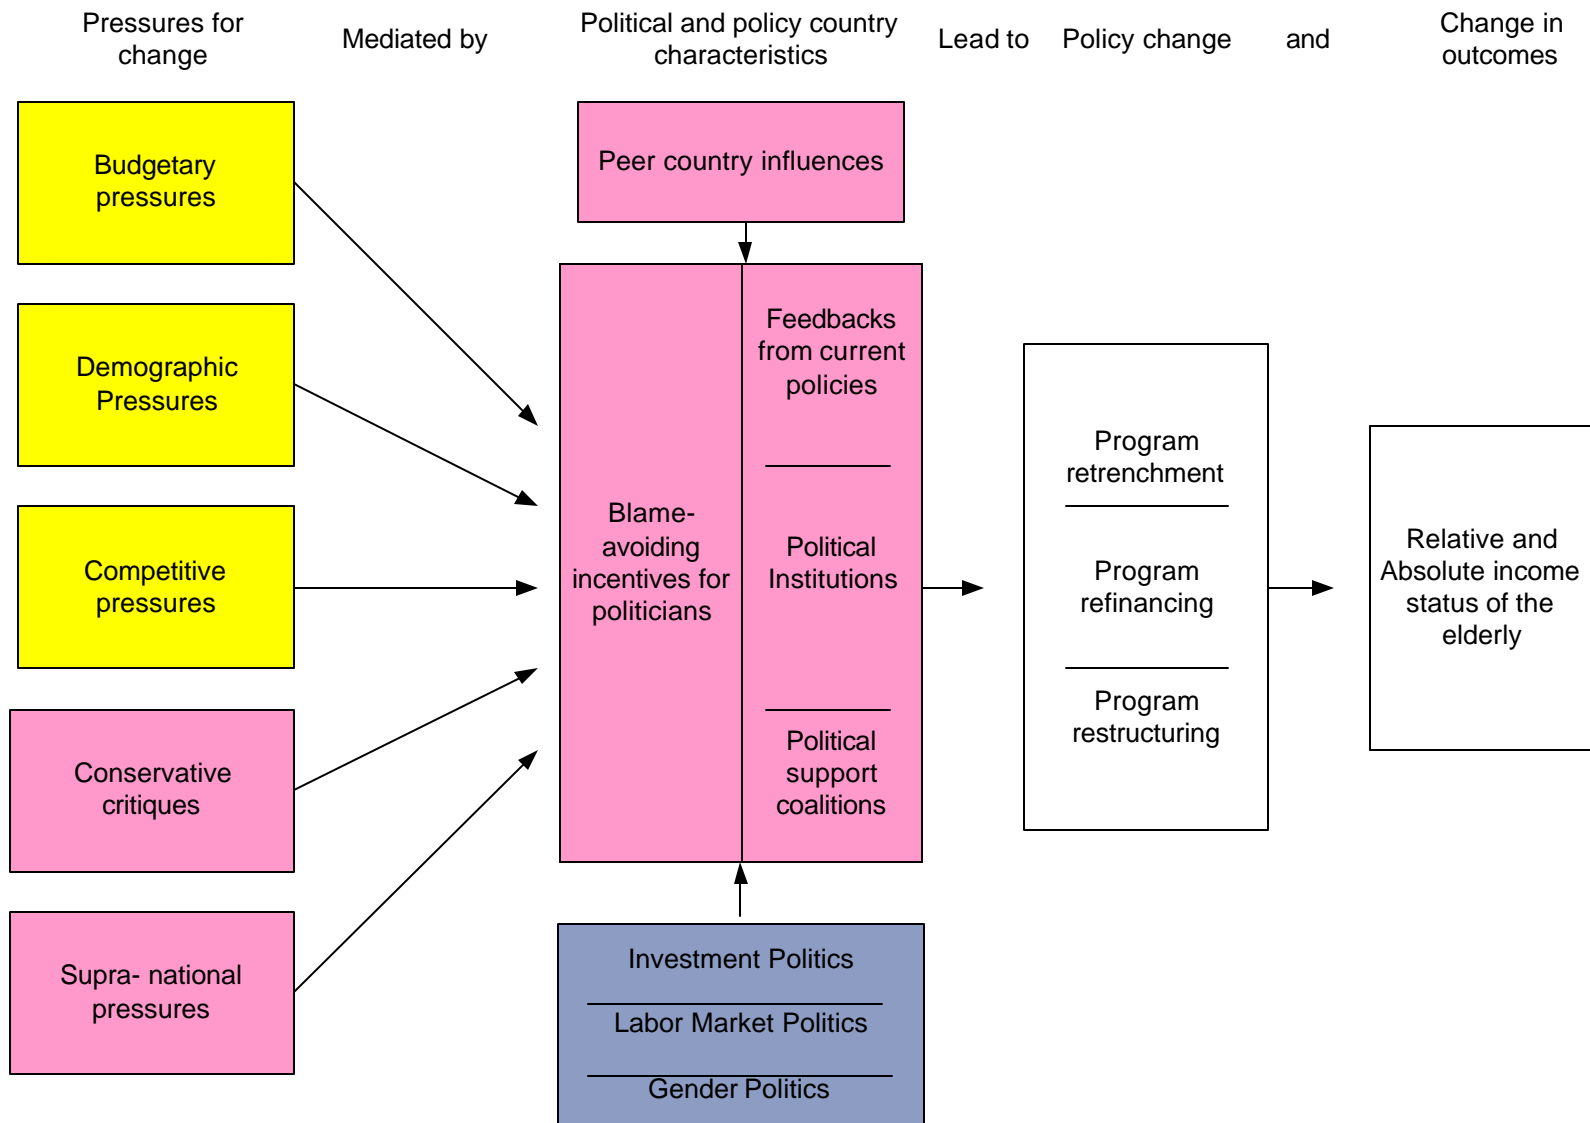 Pressures for
change
Mediated by
Political and policy country
characteristics
Lead to
Policy change
and
Change in
outcomes
Budgetary
pressures
Demographic
Pressures
Competitive
pressures
Conservative
critiques
Supra- national
pressures
Peer country influences
Blame-
avoiding
incentives for
politicians
Feedbacks
from current
policies
Political
Institutions
Political
support
coalitions
Investment Politics
Labor Market Politics
Gender Politics
Program
retrenchment
Program
refinancing
Program
restructuring
Relative and
Absolute income
status of the
elderly